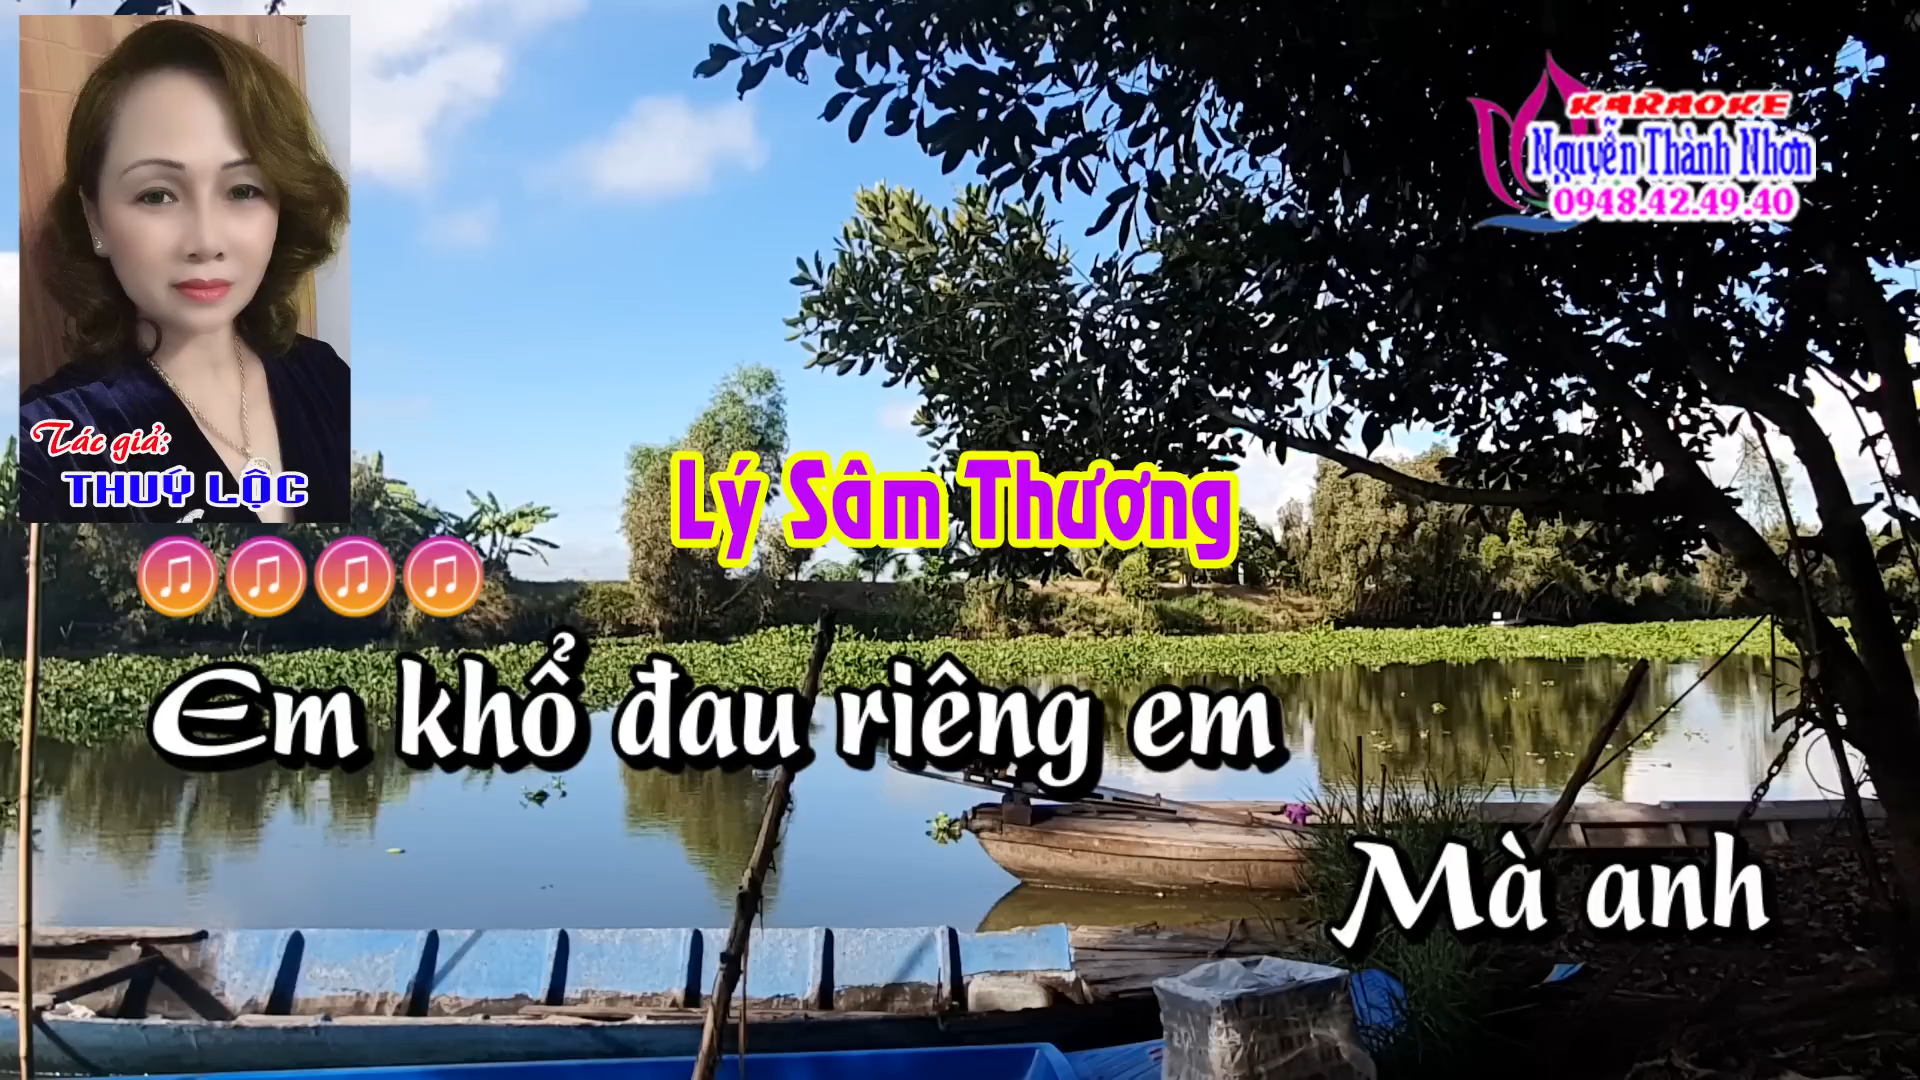 KARAOKE
Nguyễn Thành Nhơn
0948.42.49.40
Tác giả:
THUÝ LỘC
Lý Sâm Thương
Em khổ đau riêng em
Mà anh